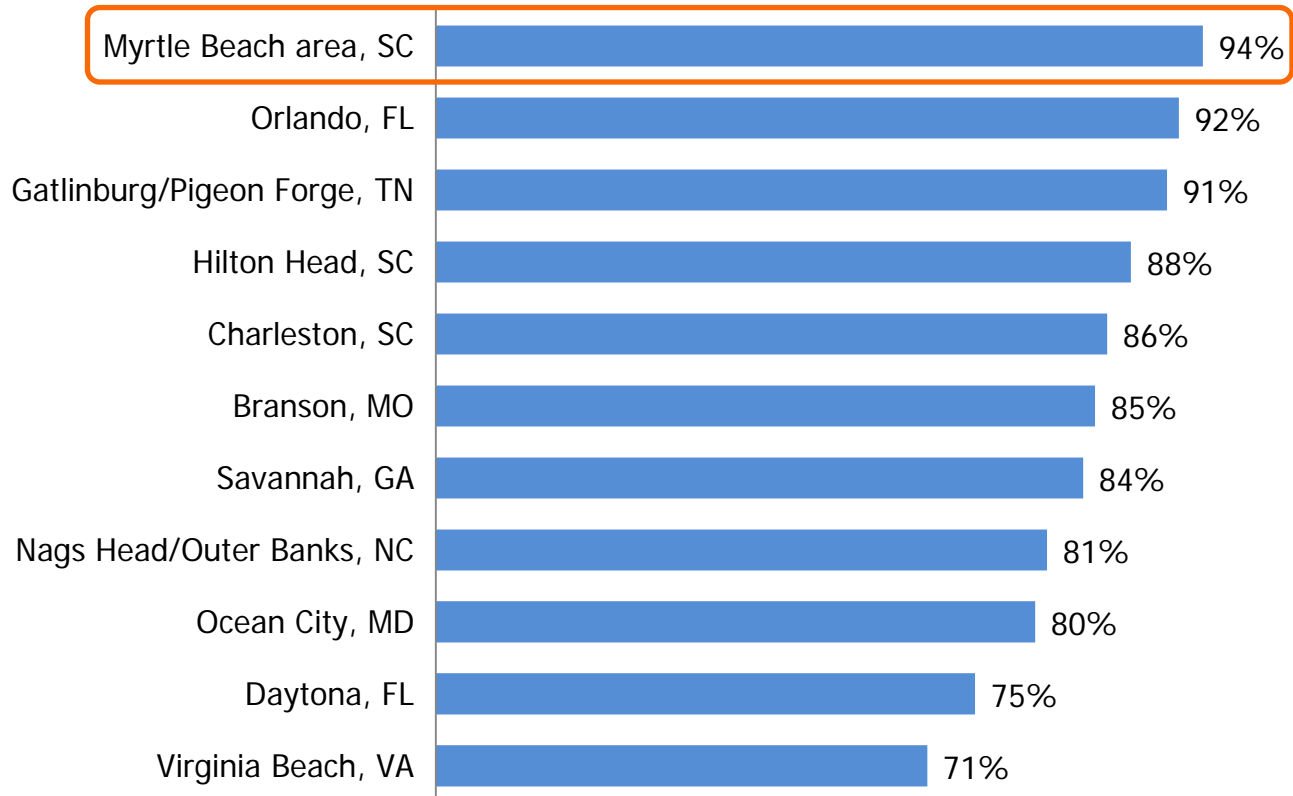 Myrtle Beach area, SC 94%
Orlando, FL 92%
Gatlinburg/Pigeon Forge, TN 91%
Hilton Head, SC 88%
Charleston, SC 86%
Branson, MO 85%
Savannah, GA 84%
Nags Head/Outer Banks, NC 81%
Ocean City, MD 80%
Daytona, FL 75%
Virginia Beach, VA 71%